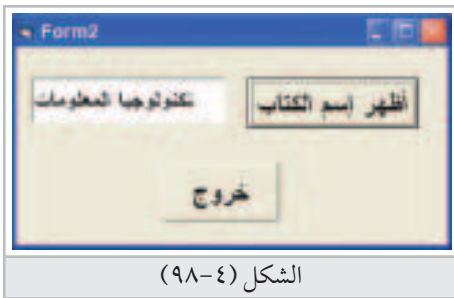 Form2
أظهر إسم الكتاب
تكنولوجيا المعلومات
خروج
الشكل (٤-٩٨)